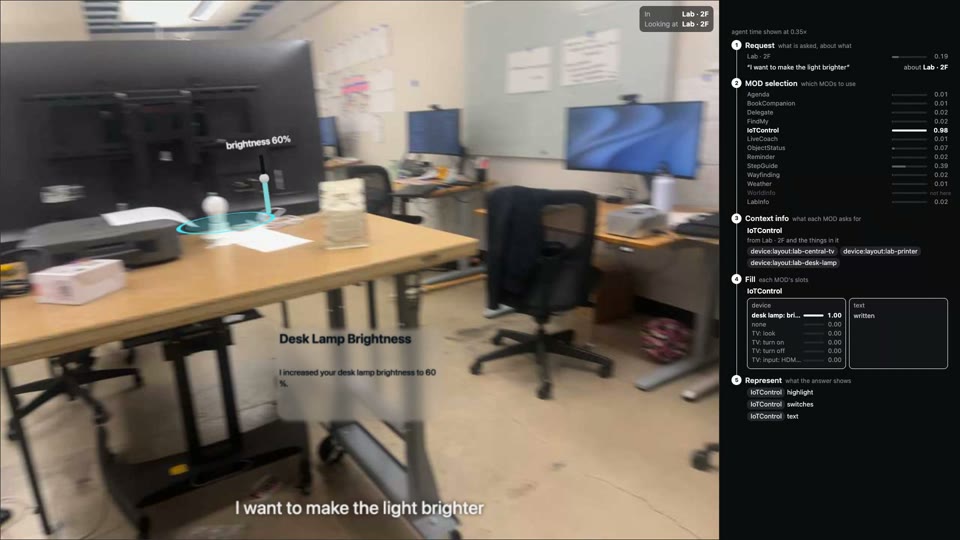 In Lab · 2F
Looking at Lab · 2F
brightness 60%
Desk Lamp Brightness
I increased your desk lamp brightness to 60
%.
I want to make the light brighter
agent time shown at 0.35×
1 Request what is asked, about what
Lab · 2F 0.19
"I want to make the light brighter" about Lab · 2F
2 MOD selection which MODs to use
Agenda 0.01
BookCompanion 0.01
Delegate 0.02
FindMy 0.02
IoTControl 0.98
LiveCoach 0.01
ObjectStatus 0.07
Reminder 0.02
StepGuide 0.39
Wayfinding 0.02
Weather 0.01
WorldInfo not here
LabInfo 0.02
3 Context info what each MOD asks for
IoTControl
from Lab · 2F and the things in it
device:layout:lab-central-tv device:layout:lab-printer
device:layout:lab-desk-lamp
4 Fill each MOD's slots
IoTControl
device
desk lamp: bri... 1.00
none 0.00
TV: look 0.00
TV: turn on 0.00
TV: turn off 0.00
TV: input: HDM... 0.00
text
written
5 Represent what the answer shows
IoTControl highlight
IoTControl switches
IoTControl text